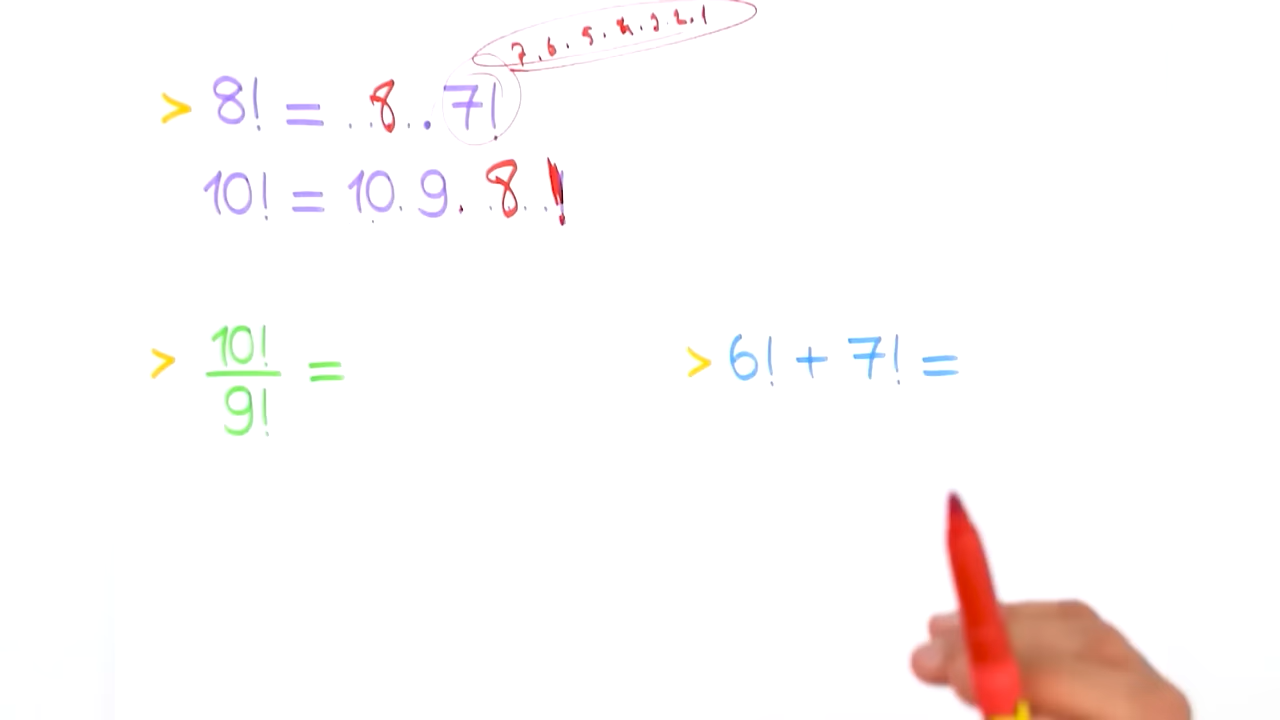 7.6.5.4.3.2.1
> 8! = ..8..7!
10! = 10.9..8..!
> 10!/9! =
> 6! + 7! =